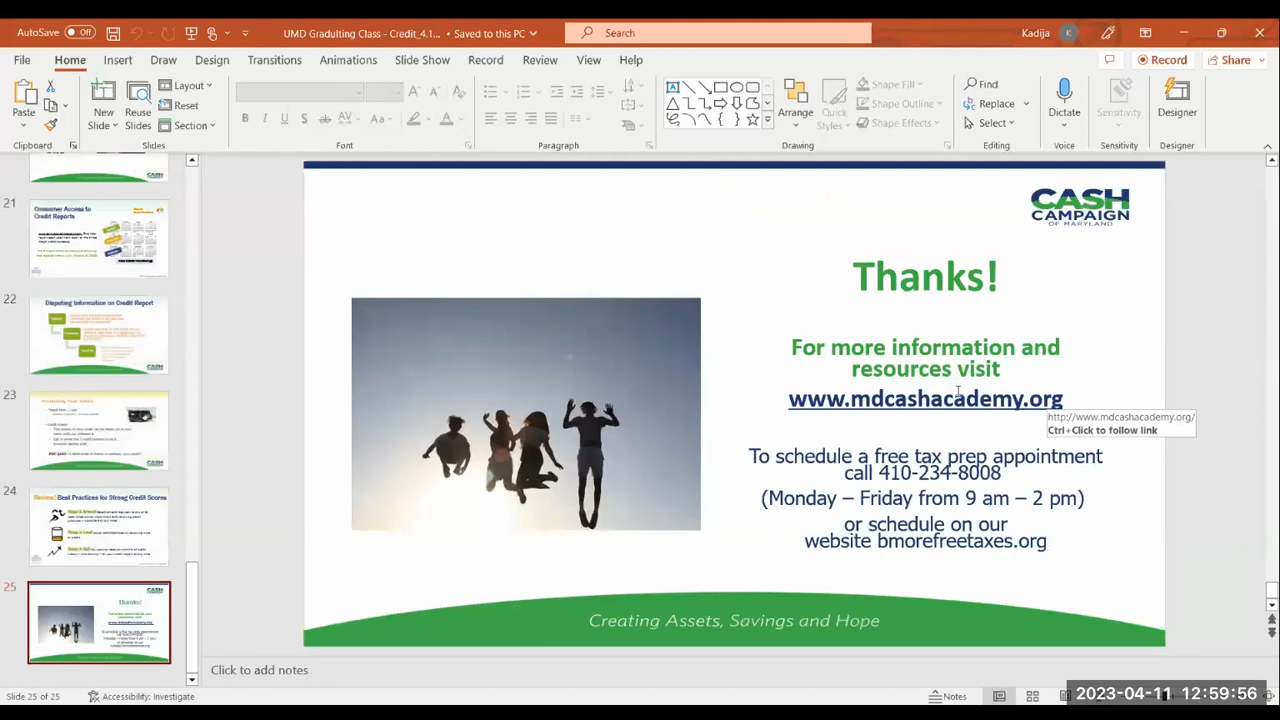 AutoSave Off
UMD Gradulting Class - Credit_4.1... • Saved to this PC
Search
Kadija
K
File Home Insert Draw Design Transitions Animations Slide Show Record Review View Help
Record
Share
Paste
New
Slides
Reuse
Slides
Layout
Reset
Section
Arrange
Quick
Styles
Shape Fill
Shape Outline
Shape Effects
Find
Replace
Select
Dictate
Sensitivity
Designer
Clipboard
Slides
Font
Paragraph
Drawing
Editing
Voice
Sensitivity
Designer
21
Consumer Access to
Credit Reports
22
Disputing Information on Credit Report
23
24
Review! Best Practices for Strong Credit Scores
25
Thanks!
CASH
CAMPAIGN
OF MARYLAND
Thanks!
For more information and
resources visit
www.mdcashacademy.org
http://www.mdcashacademy.org/
Ctrl+Click to follow link
To schedule a free tax prep appointment
call 410-234-8008
(Monday – Friday from 9 am – 2 pm)
or schedule on our
website bmorefreetaxes.org
Creating Assets, Savings and Hope
Click to add notes
Slide 25 of 25
Accessibility: Investigate
Notes
2023-04-11 12:59:56